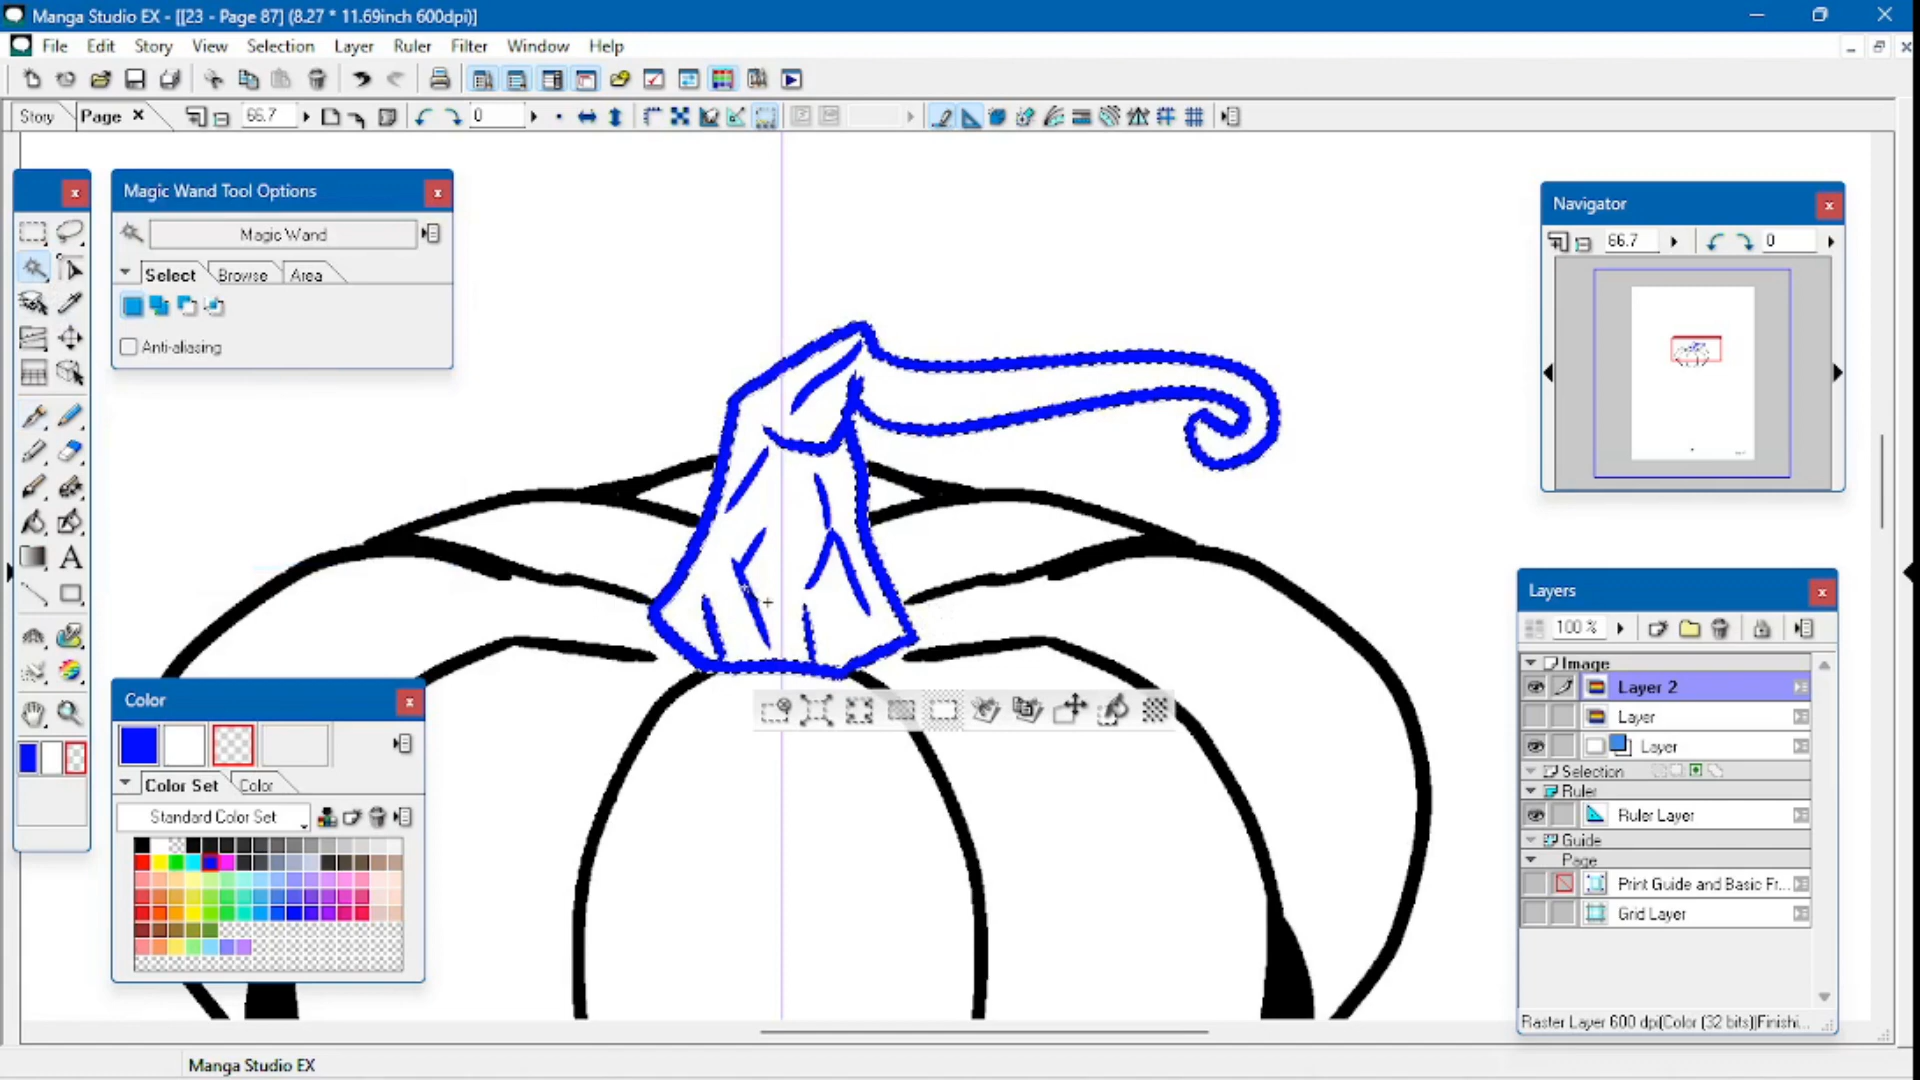 Manga Studio EX - [[23 - Page 87] (8.27 * 11.69inch 600dpi)]
File Edit Story View Selection Layer Ruler Filter Window Help
Story Page 66.7 0
Magic Wand Tool Options
Magic Wand
Select Browse Area
Anti-aliasing
Navigator
66.7 0
A
Color
Color Set Color
Standard Color Set
Layers
100 %
Image
Layer 2
Layer
Layer
Selection
Ruler
Ruler Layer
Guide
Page
Print Guide and Basic Fr...
Grid Layer
Raster Layer 600 dpi(Color (32 bits))Finishi...
Manga Studio EX